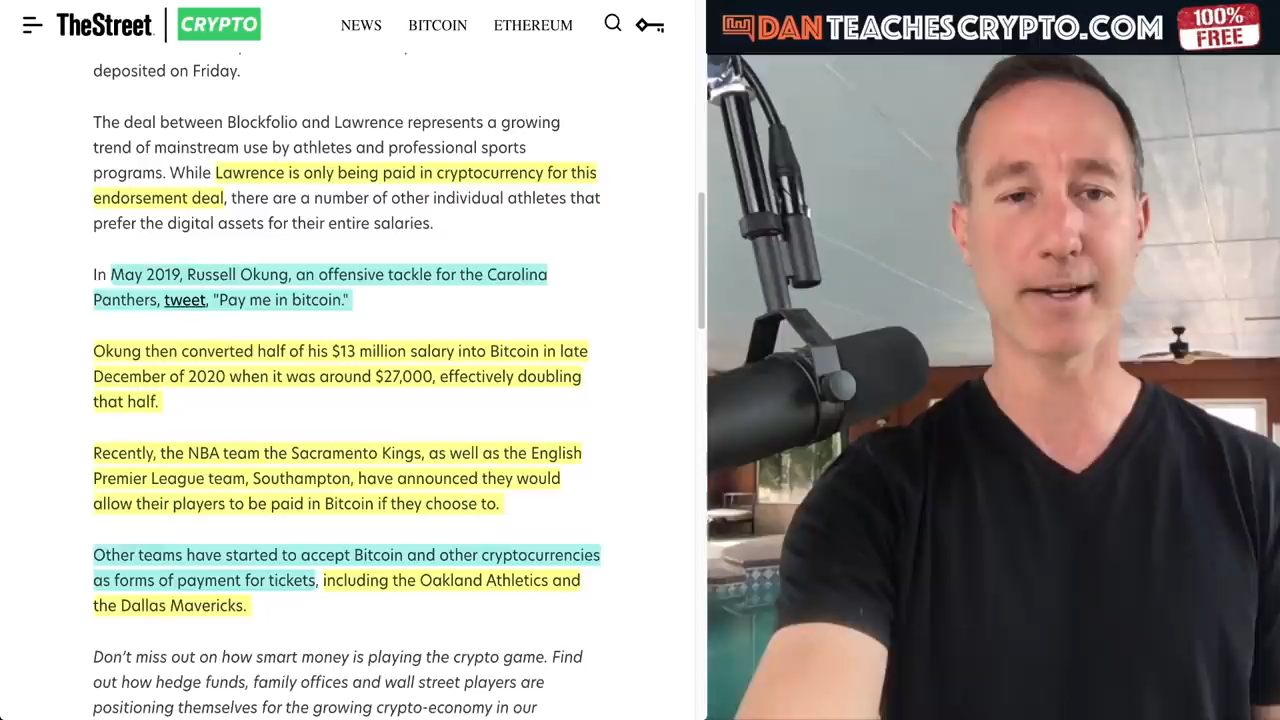 TheStreet
CRYPTO
NEWS
BITCOIN
ETHEREUM
DANTEACHESCRYPTO.COM
100%
FREE
deposited on Friday.
The deal between Blockfolio and Lawrence represents a growing
trend of mainstream use by athletes and professional sports
programs. While Lawrence is only being paid in cryptocurrency for this
endorsement deal, there are a number of other individual athletes that
prefer the digital assets for their entire salaries.
In May 2019, Russell Okung, an offensive tackle for the Carolina
Panthers, tweet, "Pay me in bitcoin."
Okung then converted half of his $13 million salary into Bitcoin in late
December of 2020 when it was around $27,000, effectively doubling
that half.
Recently, the NBA team the Sacramento Kings, as well as the English
Premier League team, Southampton, have announced they would
allow their players to be paid in Bitcoin if they choose to.
Other teams have started to accept Bitcoin and other cryptocurrencies
as forms of payment for tickets, including the Oakland Athletics and
the Dallas Mavericks.
Don't miss out on how smart money is playing the crypto game. Find
out how hedge funds, family offices and wall street players are
positioning themselves for the growing crypto-economy in our